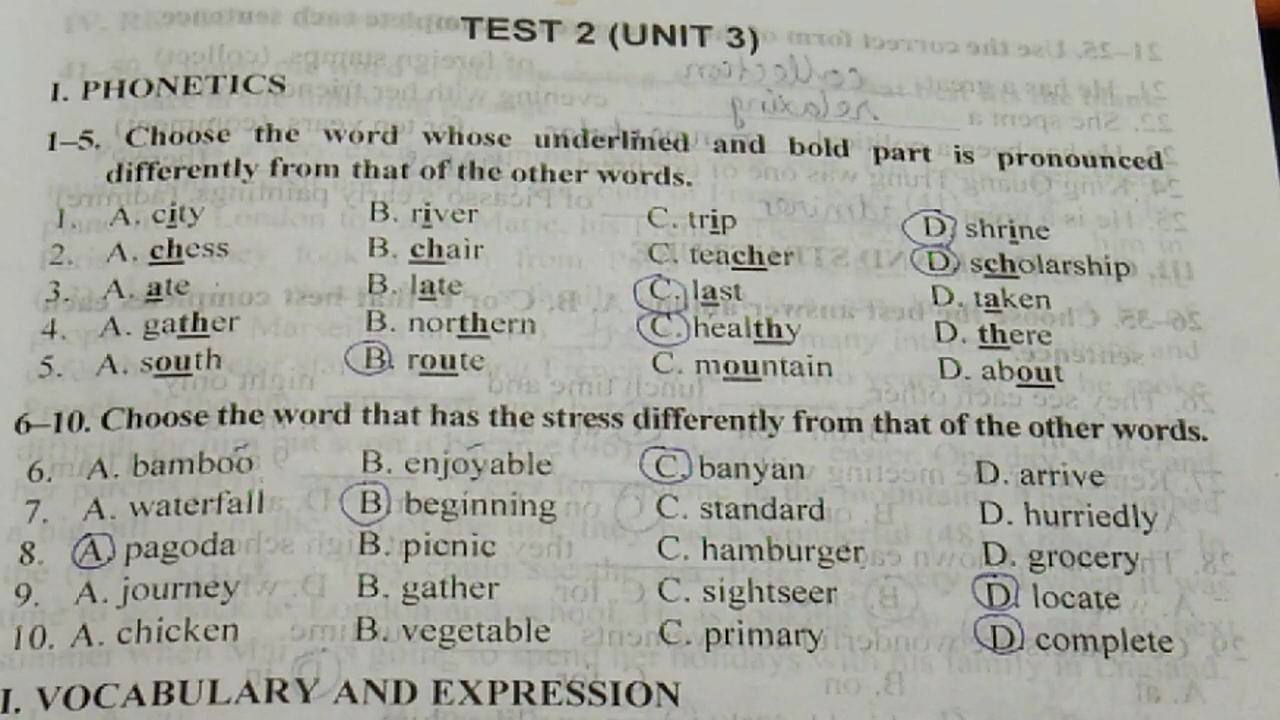 TEST 2 (UNIT 3)
I. PHONETICS
1–5. Choose the word whose underlined and bold part is pronounced
differently from that of the other words.
1. A. city B. river C. trip D. shrine
2. A. chess B. chair C. teacher D. scholarship
3. A. ate B. late C. last D. taken
4. A. gather B. northern C. healthy D. there
5. A. south B. route C. mountain D. about
6–10. Choose the word that has the stress differently from that of the other words.
6. A. bamboo B. enjoyable C. banyan D. arrive
7. A. waterfall B. beginning C. standard D. hurriedly
8. A. pagoda B. picnic C. hamburger D. grocery
9. A. journey B. gather C. sightseer D. locate
10. A. chicken B. vegetable C. primary D. complete
I. VOCABULARY AND EXPRESSION